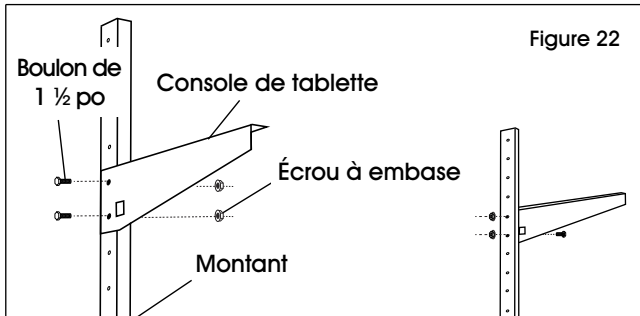 Figure 22
Boulon de
1 ½ po
Console de tablette
Écrou à embase
Montant